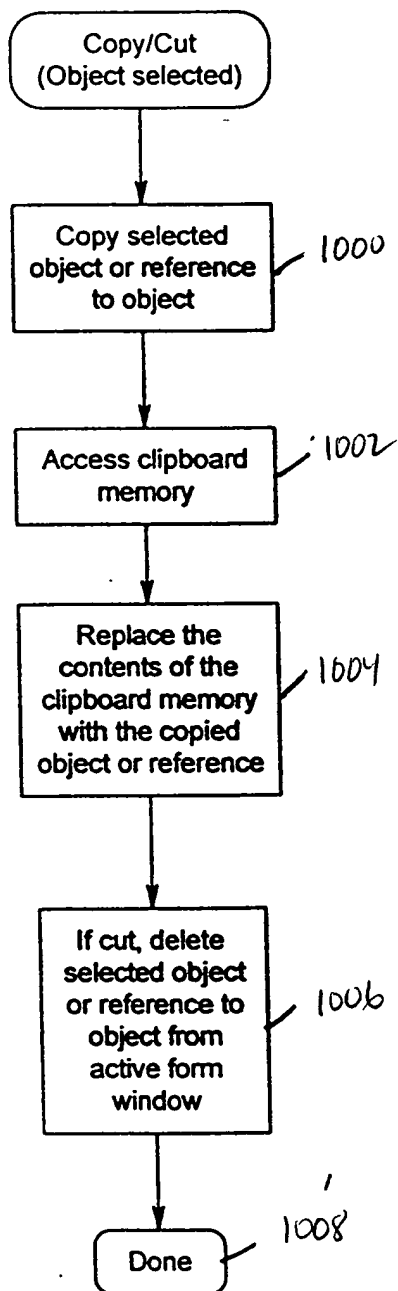 Copy/Cut
(Object selected)
Copy selected
object or reference
to object
1000
Access clipboard
memory
1002
Replace the
contents of the
clipboard memory
with the copied
object or reference
1004
If cut, delete
selected object
or reference to
object from
active form
window
1006
Done
1008